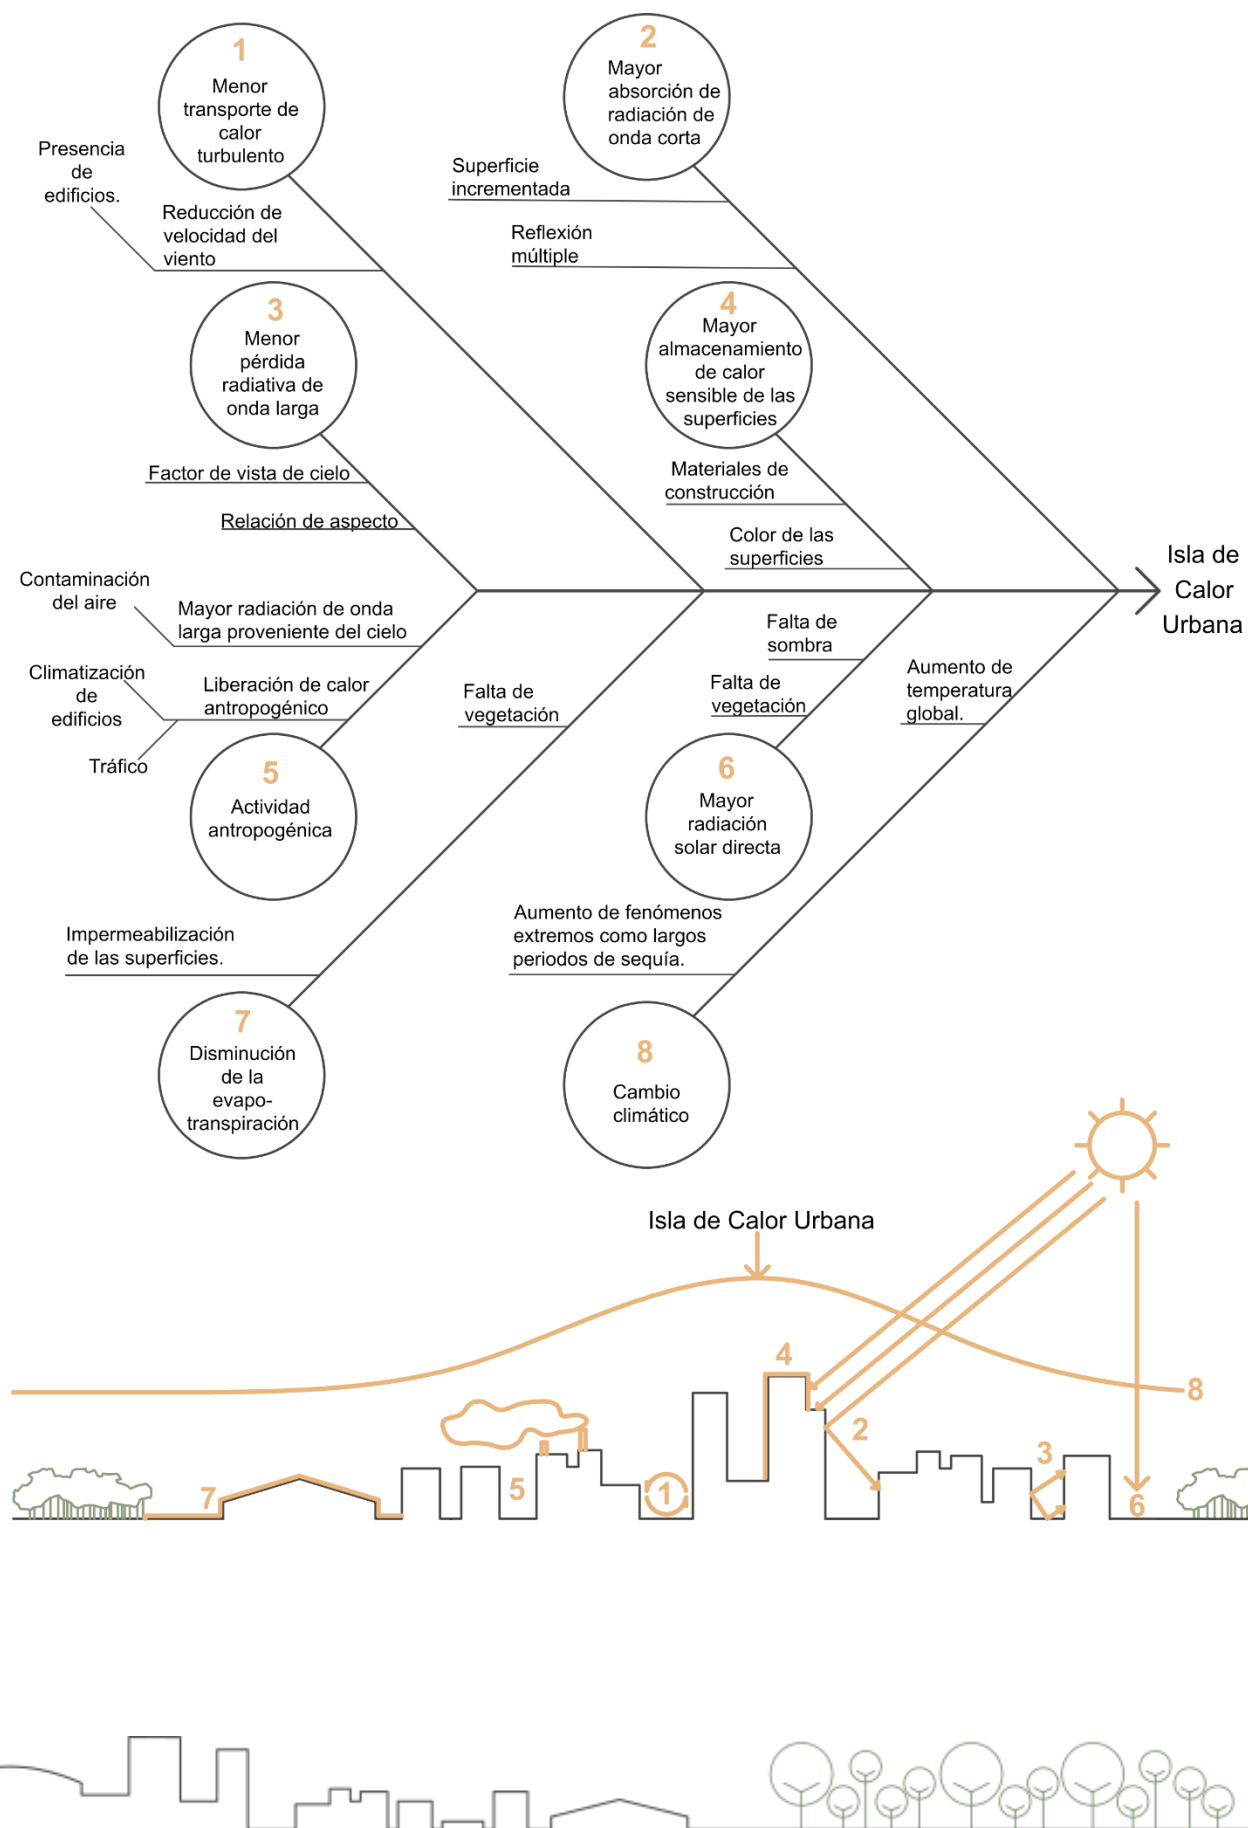 1
Menor
transporte de
calor
turbulento
Presencia
de
edificios.
Reducción de
velocidad del
viento
2
Mayor
absorción de
radiación de
onda corta
Superficie
incrementada
Reflexión
múltiple
3
Menor
pérdida
radiativa de
onda larga
Factor de vista de cielo
Relación de aspecto
4
Mayor
almacenamiento
de calor
sensible de las
superficies
Materiales de
construcción
Color de las
superficies
Isla de
Calor
Urbana
Contaminación
del aire
Mayor radiación de onda
larga proveniente del cielo
Climatización
de
edificios
Liberación de calor
antropogénico
Tráfico
5
Actividad
antropogénica
Falta de
vegetación
Falta de
sombra
Falta de
vegetación
6
Mayor
radiación
solar directa
Aumento de
temperatura
global.
Impermeabilización
de las superficies.
7
Disminución
de la
evapo-
transpiración
Aumento de fenómenos
extremos como largos
periodos de sequía.
8
Cambio
climático
Isla de Calor Urbana
4
8
2
3
7
5
1
6